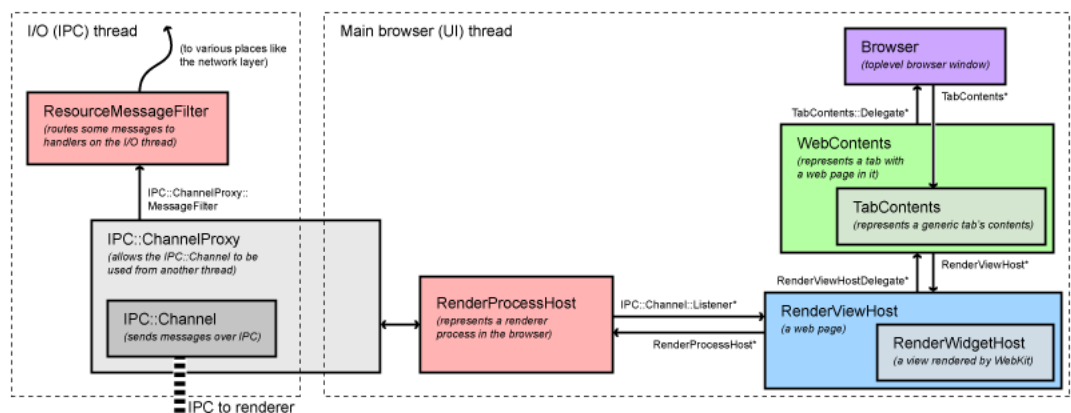 I/O (IPC) thread
(to various places like
the network layer)
ResourceMessageFilter
(routes some messages to
handlers on the I/O thread)
IPC::ChannelProxy::
MessageFilter
IPC::ChannelProxy
(allows the IPC::Channel to be
used from another thread)
IPC::Channel
(sends messages over IPC)
IPC to renderer
Main browser (UI) thread
Browser
(toplevel browser window)
TabContents::Delegate*
TabContents*
WebContents
(represents a tab with
a web page in it)
TabContents
(represents a generic tab's contents)
RenderViewHostDelegate*
RenderViewHost*
RenderProcessHost
(represents a renderer
process in the browser)
IPC::Channel::Listener*
RenderProcessHost*
RenderViewHost
(a web page)
RenderWidgetHost
(a view rendered by WebKit)